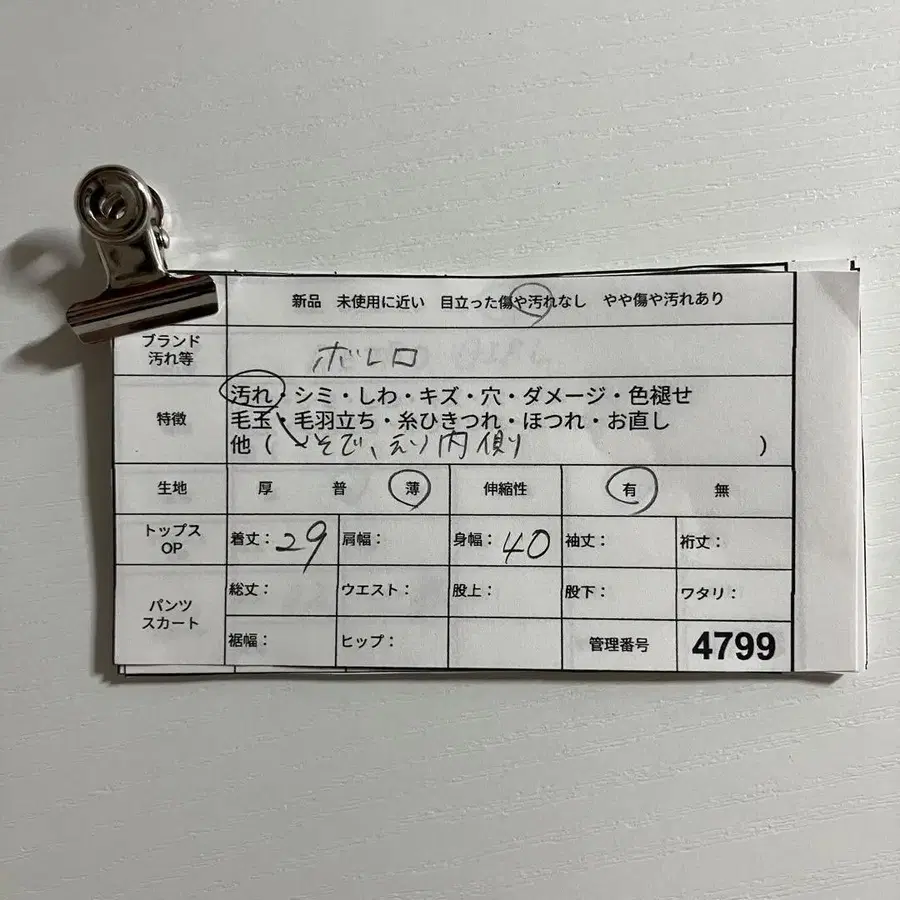 新品 未使用に近い 目立った傷や汚れなし やや傷や汚れあり
ブランド
汚れ等
ボレロ
特徴
汚れ・シミ・しわ・キズ・穴・ダメージ・色褪せ
毛玉・毛羽立ち・糸ひきつれ・ほつれ・お直し
他( そで、えり内側 )
生地 厚 普 薄 伸縮性 有 無
トップス
OP
着丈:29 肩幅: 身幅:40 袖丈: 裄丈:
パンツ
スカート
総丈: ウエスト: 股上: 股下: ワタリ:
裾幅: ヒップ: 管理番号 4799